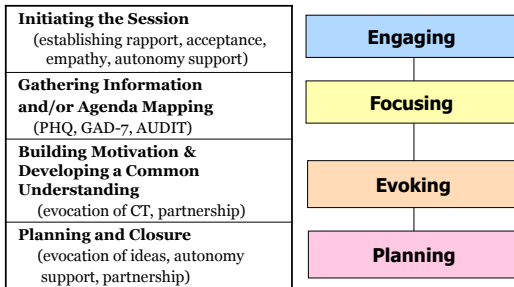 Initiating the Session
(establishing rapport, acceptance,
empathy, autonomy support)
Engaging
Gathering Information
and/or Agenda Mapping
(PHQ, GAD-7, AUDIT)
Focusing
Building Motivation &
Developing a Common
Understanding
(evocation of CT, partnership)
Evoking
Planning and Closure
(evocation of ideas, autonomy
support, partnership)
Planning